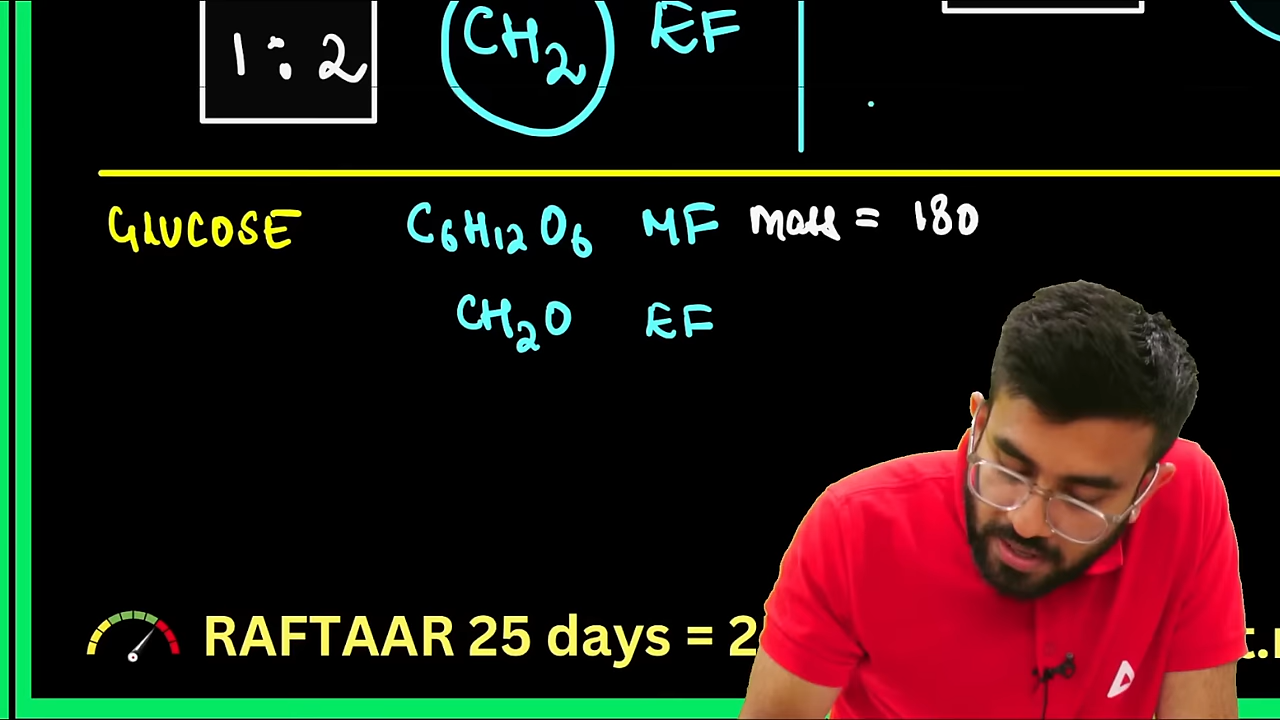 1:2 CH2 EF
GLUCOSE C6H12O6 MF mass = 180
CH2O EF
RAFTAAR 25 days = 2